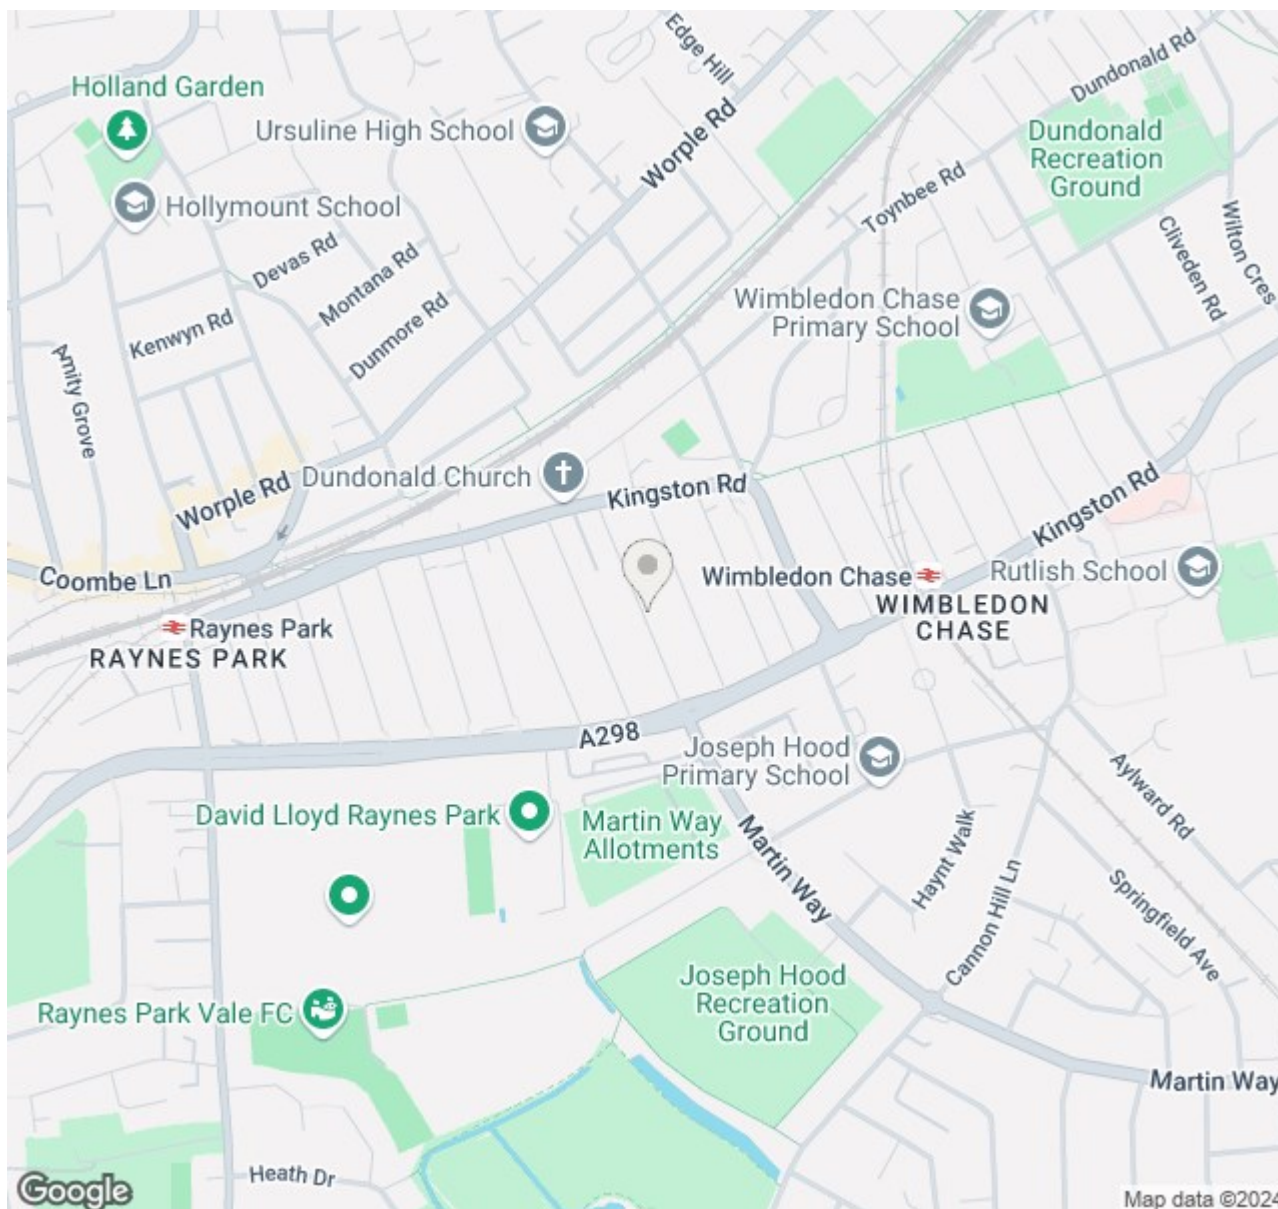 Edge Hill
Dundonald Rd
Holland Garden
Ursuline High School
Worple Rd
Dundonald
Recreation
Ground
Toynbee Rd
Hollymount School
Wilton Cres
Cliveden Rd
Devas Rd
Montana Rd
Wimbledon Chase
Primary School
Kenwyn Rd
Dunmore Rd
Amity Grove
Dundonald Church
Kingston Rd
Worple Rd
Kingston Rd
Coombe Ln
Wimbledon Chase
Rutlish School
WIMBLEDON
CHASE
Raynes Park
RAYNES PARK
A298
Joseph Hood
Primary School
Aylward Rd
David Lloyd Raynes Park
Martin Way
Allotments
Martin Way
Haynt Walk
Cannon Hill Ln
Springfield Ave
Joseph Hood
Recreation
Ground
Raynes Park Vale FC
Martin Way
Heath Dr
Google
Map data ©2024